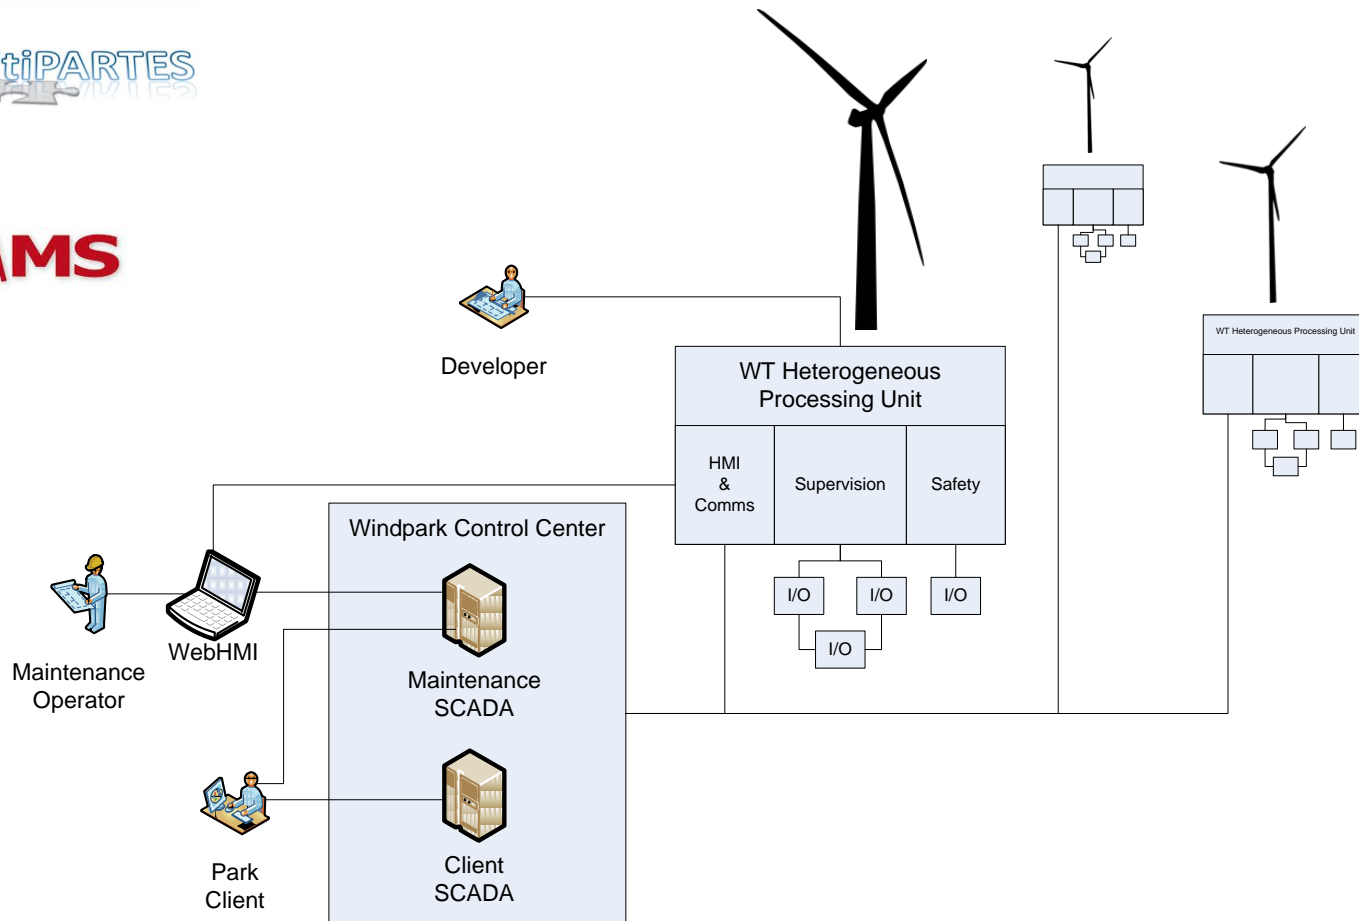 tiPARTES
MS
Developer
WT Heterogeneous
Processing Unit
HMI
&
Comms
Supervision
Safety
I/O
I/O
I/O
I/O
WT Heterogeneous Processing Unit
Windpark Control Center
Maintenance
SCADA
Client
SCADA
WebHMI
Maintenance
Operator
Park
Client